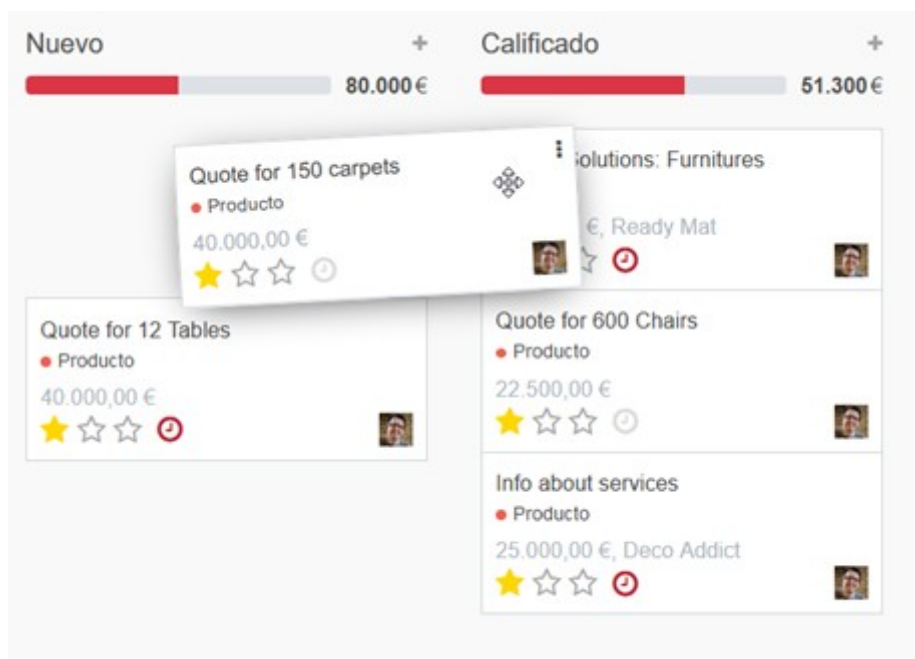 Nuevo +
80.000 €
Quote for 150 carpets
Producto
40.000,00 €
Quote for 12 Tables
Producto
40.000,00 €
Calificado +
51.300 €
olutions: Furnitures
€, Ready Mat
Quote for 600 Chairs
Producto
22.500,00 €
Info about services
Producto
25.000,00 €, Deco Addict